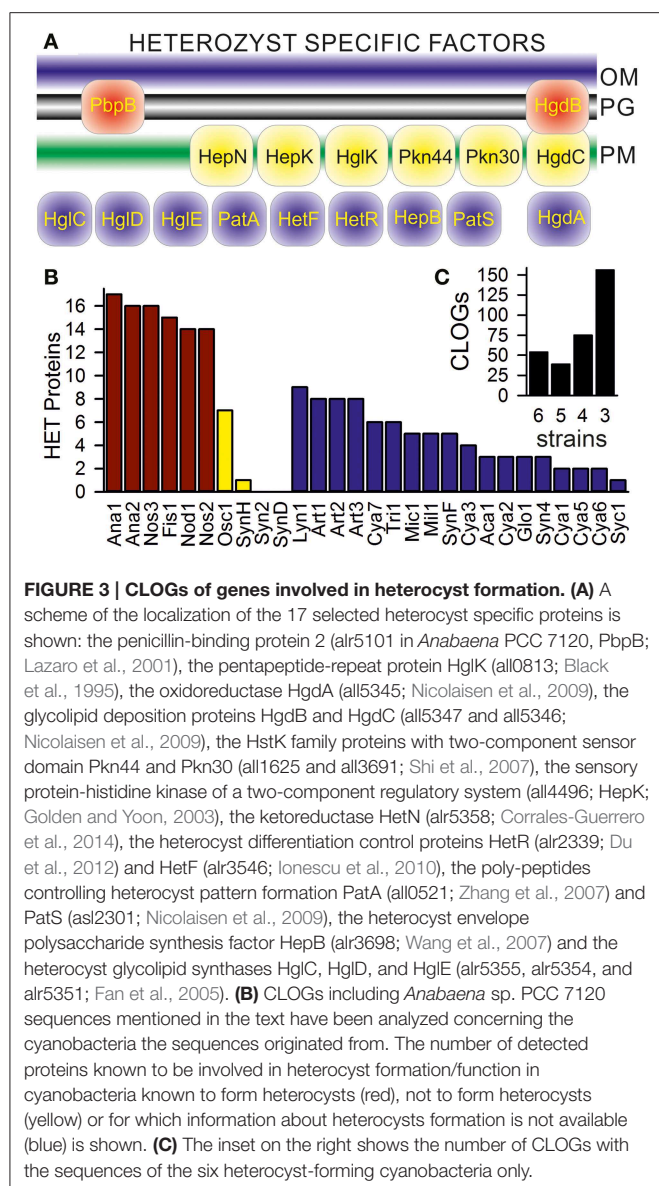 A HETEROZYST SPECIFIC FACTORS
OM
PbpB HgdB PG
HepN HepK HglK Pkn44 Pkn30 HgdC PM
HglC HglD HglE PatA HetF HetR HepB PatS HgdA
B
HET Proteins
16
14
12
10
8
6
4
2
0
Ana1 Ana2 Nos3 Fis1 Nod1 Nos2 Osc1 SynH Syn2 SynD Lyn1 Art1 Art2 Art3 Cya7 Tri1 Mic1 Mil1 SynF Cya3 Aca1 Cya2 Glo1 Syn4 Cya1 Cya5 Cya6 Syc1
C
CLOGs
150
125
100
75
50
25
0
6 5 4 3
strains
FIGURE 3 | CLOGs of genes involved in heterocyst formation. (A) A
scheme of the localization of the 17 selected heterocyst specific proteins is
shown: the penicillin-binding protein 2 (alr5101 in Anabaena PCC 7120, PbpB;
Lazaro et al., 2001), the pentapeptide-repeat protein HglK (all0813; Black
et al., 1995), the oxidoreductase HgdA (all5345; Nicolaisen et al., 2009), the
glycolipid deposition proteins HgdB and HgdC (all5347 and all5346;
Nicolaisen et al., 2009), the HstK family proteins with two-component sensor
domain Pkn44 and Pkn30 (all1625 and all3691; Shi et al., 2007), the sensory
protein-histidine kinase of a two-component regulatory system (all4496; HepK;
Golden and Yoon, 2003), the ketoreductase HetN (alr5358; Corrales-Guerrero
et al., 2014), the heterocyst differentiation control proteins HetR (alr2339; Du
et al., 2012) and HetF (alr3546; Ionescu et al., 2010), the poly-peptides
controlling heterocyst pattern formation PatA (all0521; Zhang et al., 2007) and
PatS (asl2301; Nicolaisen et al., 2009), the heterocyst envelope
polysaccharide synthesis factor HepB (alr3698; Wang et al., 2007) and the
heterocyst glycolipid synthases HglC, HglD, and HglE (alr5355, alr5354, and
alr5351; Fan et al., 2005). (B) CLOGs including Anabaena sp. PCC 7120
sequences mentioned in the text have been analyzed concerning the
cyanobacteria the sequences originated from. The number of detected
proteins known to be involved in heterocyst formation/function in
cyanobacteria known to form heterocysts (red), not to form heterocysts
(yellow) or for which information about heterocysts formation is not available
(blue) is shown. (C) The inset on the right shows the number of CLOGs with
the sequences of the six heterocyst-forming cyanobacteria only.